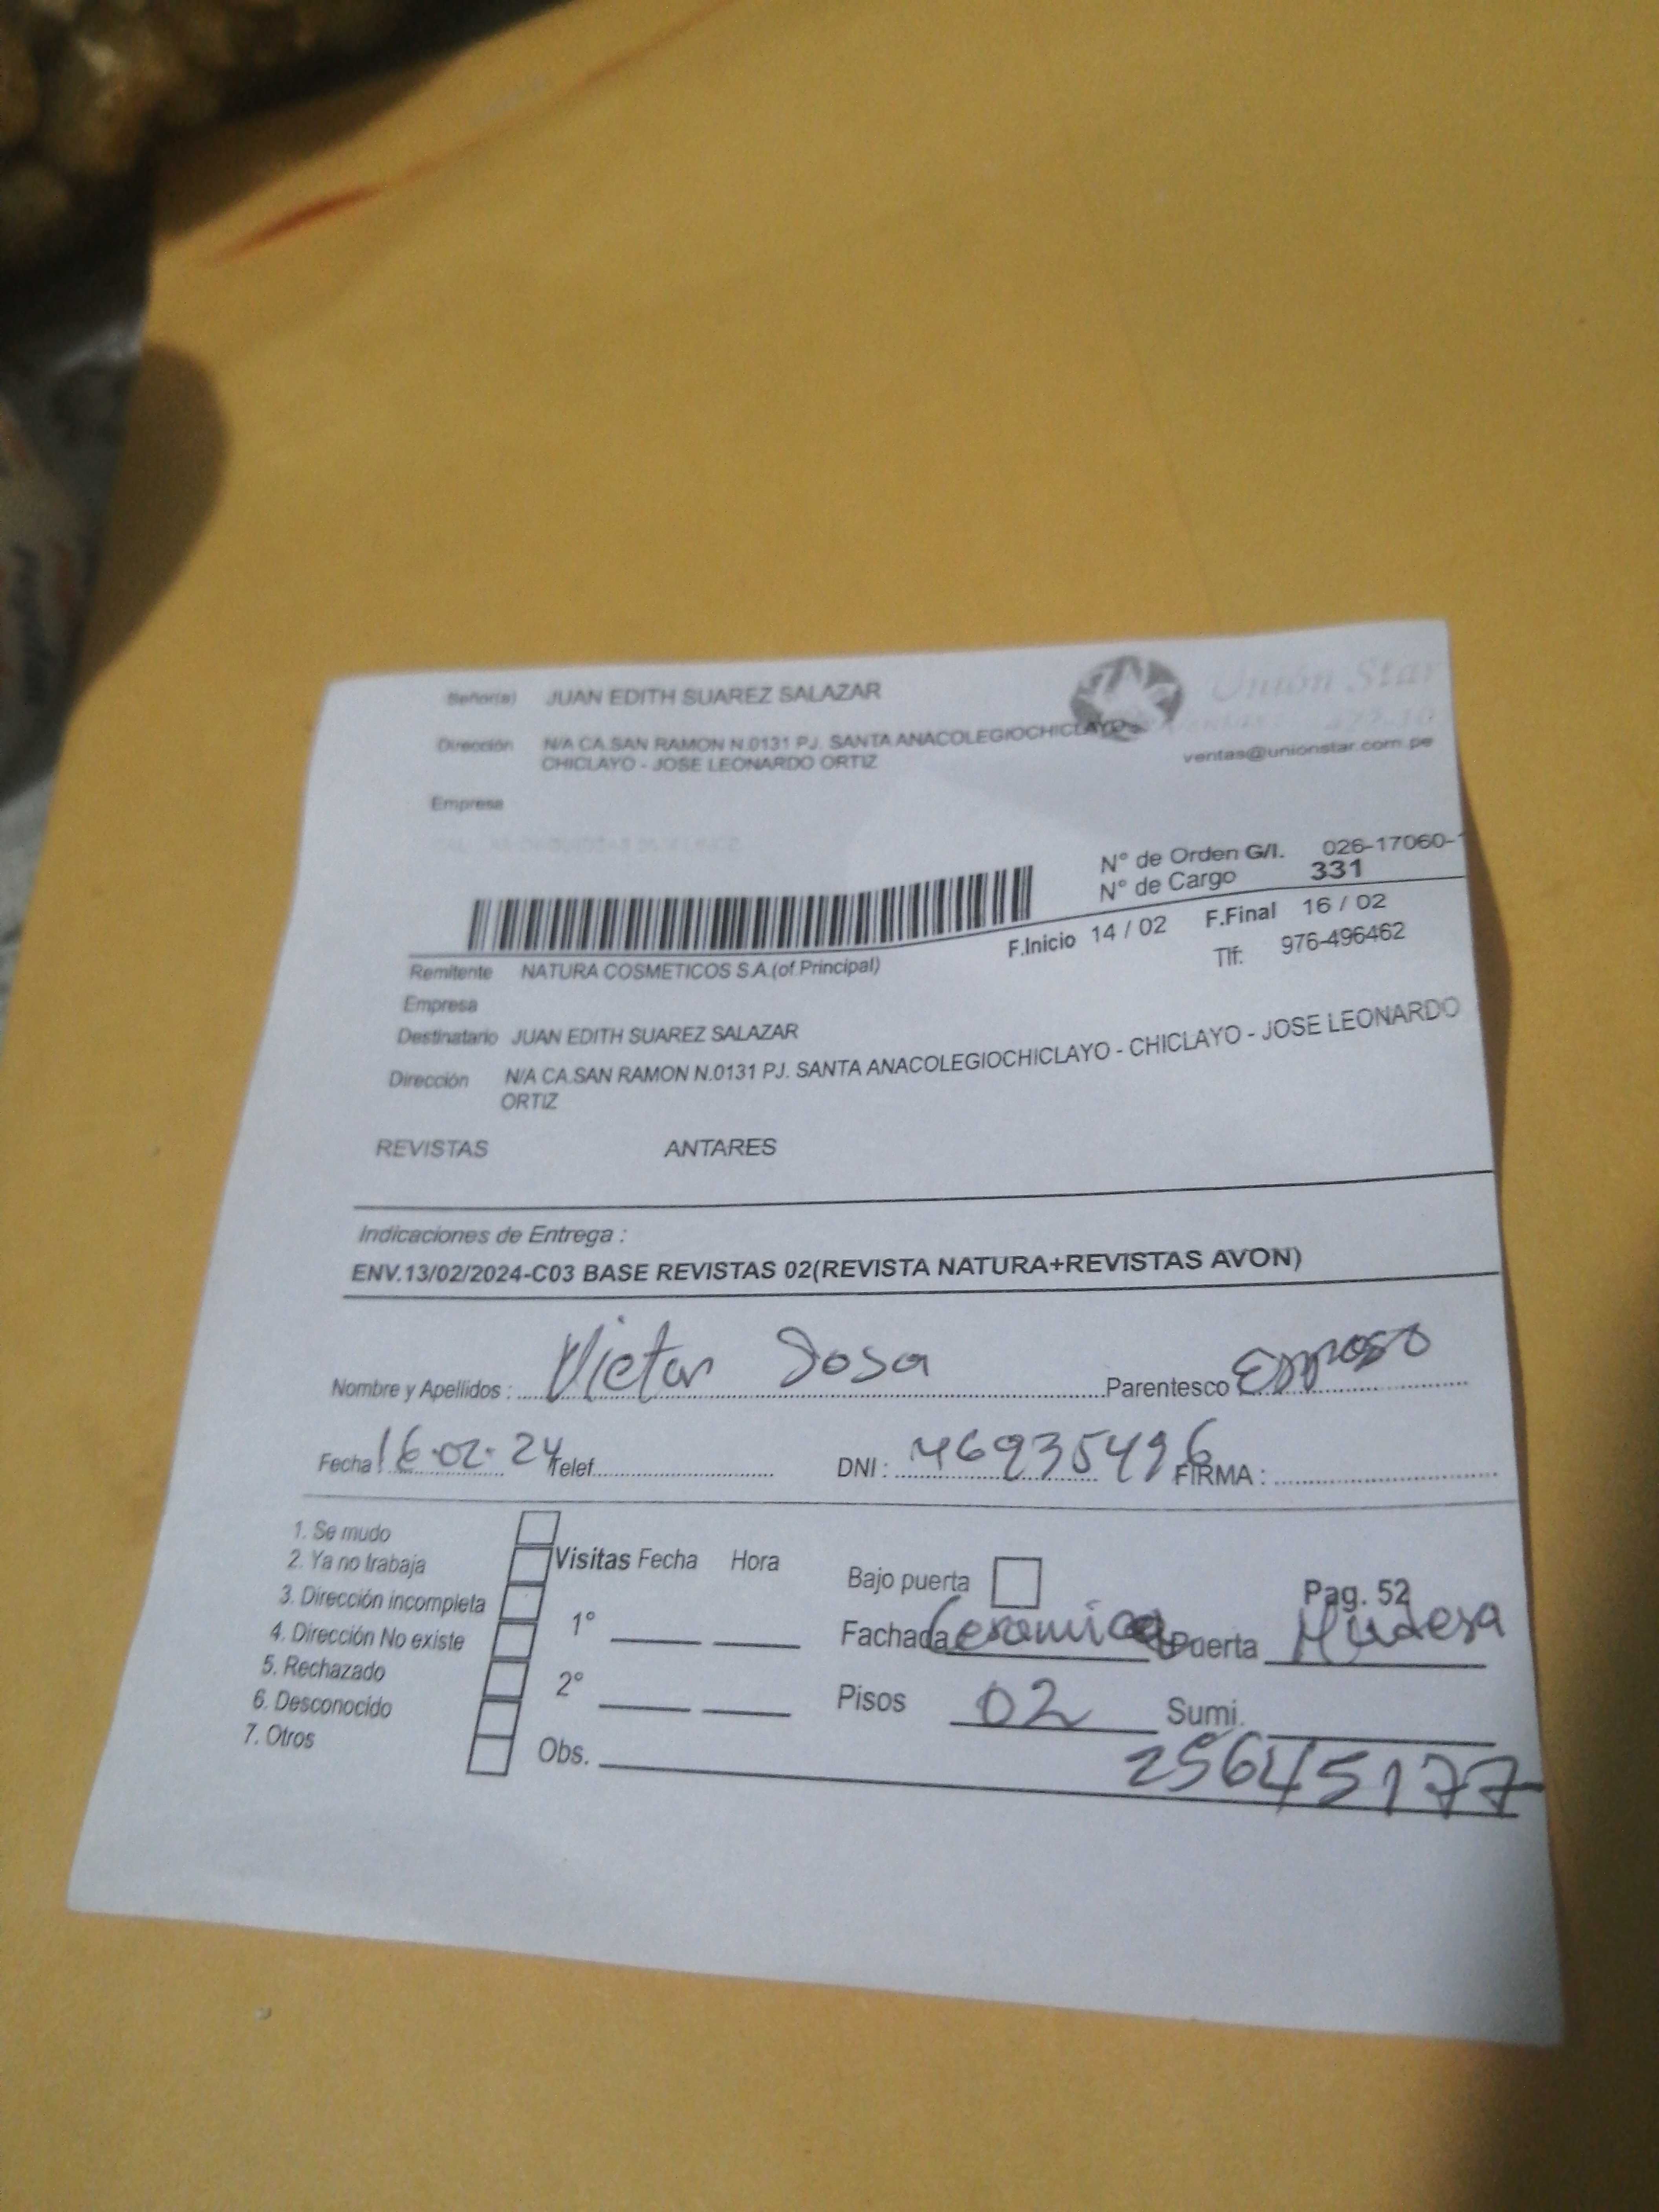 Señor(a) JUAN EDITH SUAREZ SALAZAR
Unión Star
Dirección N/A CA.SAN RAMON N.0131 PJ. SANTA ANACOLEGIOCHICLAYO -
CHICLAYO - JOSE LEONARDO ORTIZ
ventas@unionstar.com.pe
Empresa
N° de Orden G/I. 026-17060-
N° de Cargo 331
F.Inicio 14 / 02 F.Final 16 / 02
Remitente NATURA COSMETICOS S.A.(of.Principal) Tlf: 976-496462
Empresa
Destinatario JUAN EDITH SUAREZ SALAZAR
Dirección N/A CA.SAN RAMON N.0131 PJ. SANTA ANACOLEGIOCHICLAYO - CHICLAYO - JOSE LEONARDO
ORTIZ
REVISTAS ANTARES
Indicaciones de Entrega :
ENV.13/02/2024-C03 BASE REVISTAS 02(REVISTA NATURA+REVISTAS AVON)
Nombre y Apellidos : Victor Sosa Parentesco Esposo
Fecha 16.02.24 Telef. DNI : 46935496 FIRMA :
1. Se mudo
2. Ya no trabaja
3. Dirección incompleta
4. Dirección No existe
5. Rechazado
6. Desconocido
7. Otros
Visitas Fecha Hora
1°
2°
Obs.
Bajo puerta Pag. 52
Fachada Ceramica Puerta Madera
Pisos 02 Sumi.
25645177